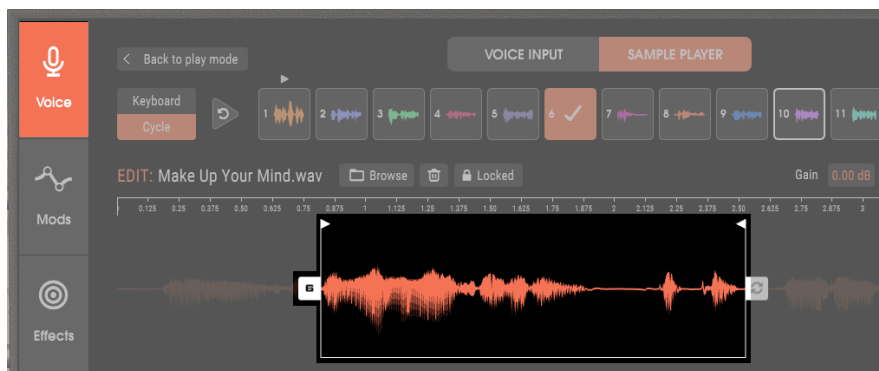 Voice
Mods
Effects
Back to play mode
VOICE INPUT
SAMPLE PLAYER
Keyboard
Cycle
1 2 3 4 5 6 7 8 9 10 11
EDIT: Make Up Your Mind.wav
Browse
Locked
Gain 0.00 dB
0.125 0.25 0.375 0.50 0.625 0.75 0.875 1 1.125 1.25 1.375 1.50 1.625 1.75 1.875 2 2.125 2.25 2.375 2.50 2.625 2.75 2.875 3
6